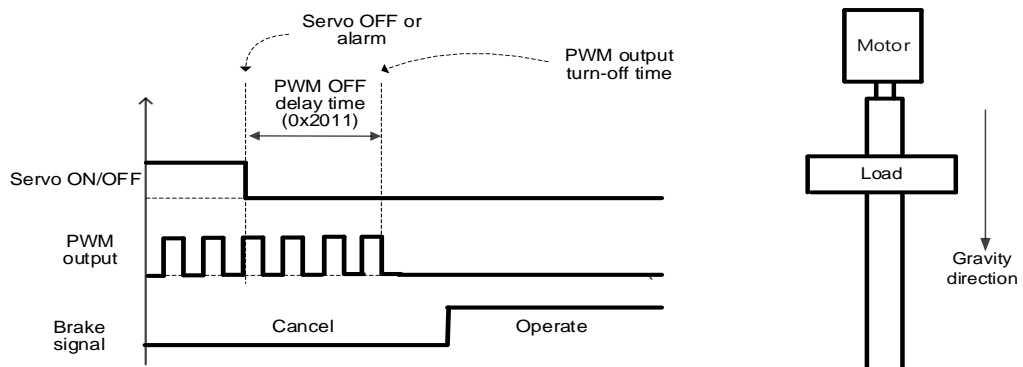 Servo OFF or
alarm
PWM output
turn-off time
PWM OFF
delay time
(0x2011)
Servo ON/OFF
PWM
output
Brake
signal
Cancel
Operate
Motor
Load
Gravity
direction